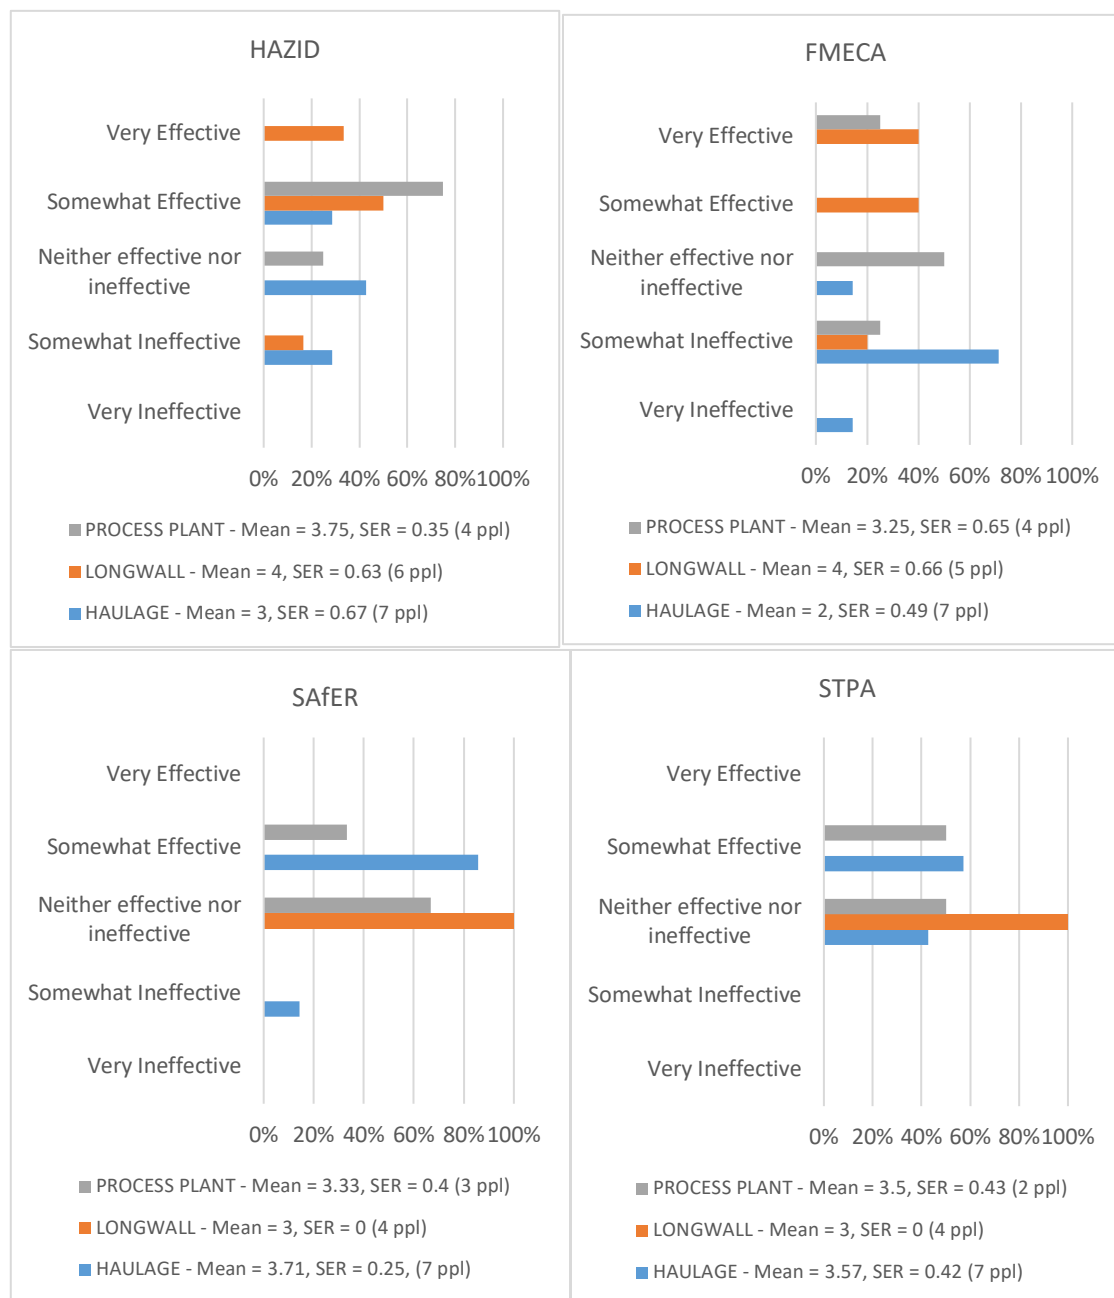 HAZID
Very Effective
Somewhat Effective
Neither effective nor
ineffective
Somewhat Ineffective
Very Ineffective
0% 20% 40% 60% 80% 100%
PROCESS PLANT - Mean = 3.75, SER = 0.35 (4 ppl)
LONGWALL - Mean = 4, SER = 0.63 (6 ppl)
HAULAGE - Mean = 3, SER = 0.67 (7 ppl)
FMECA
Very Effective
Somewhat Effective
Neither effective nor
ineffective
Somewhat Ineffective
Very Ineffective
0% 20% 40% 60% 80% 100%
PROCESS PLANT - Mean = 3.25, SER = 0.65 (4 ppl)
LONGWALL - Mean = 4, SER = 0.66 (5 ppl)
HAULAGE - Mean = 2, SER = 0.49 (7 ppl)
SAfER
Very Effective
Somewhat Effective
Neither effective nor
ineffective
Somewhat Ineffective
Very Ineffective
0% 20% 40% 60% 80% 100%
PROCESS PLANT - Mean = 3.33, SER = 0.4 (3 ppl)
LONGWALL - Mean = 3, SER = 0 (4 ppl)
HAULAGE - Mean = 3.71, SER = 0.25, (7 ppl)
STPA
Very Effective
Somewhat Effective
Neither effective nor
ineffective
Somewhat Ineffective
Very Ineffective
0% 20% 40% 60% 80% 100%
PROCESS PLANT - Mean = 3.5, SER = 0.43 (2 ppl)
LONGWALL - Mean = 3, SER = 0 (4 ppl)
HAULAGE - Mean = 3.57, SER = 0.42 (7 ppl)